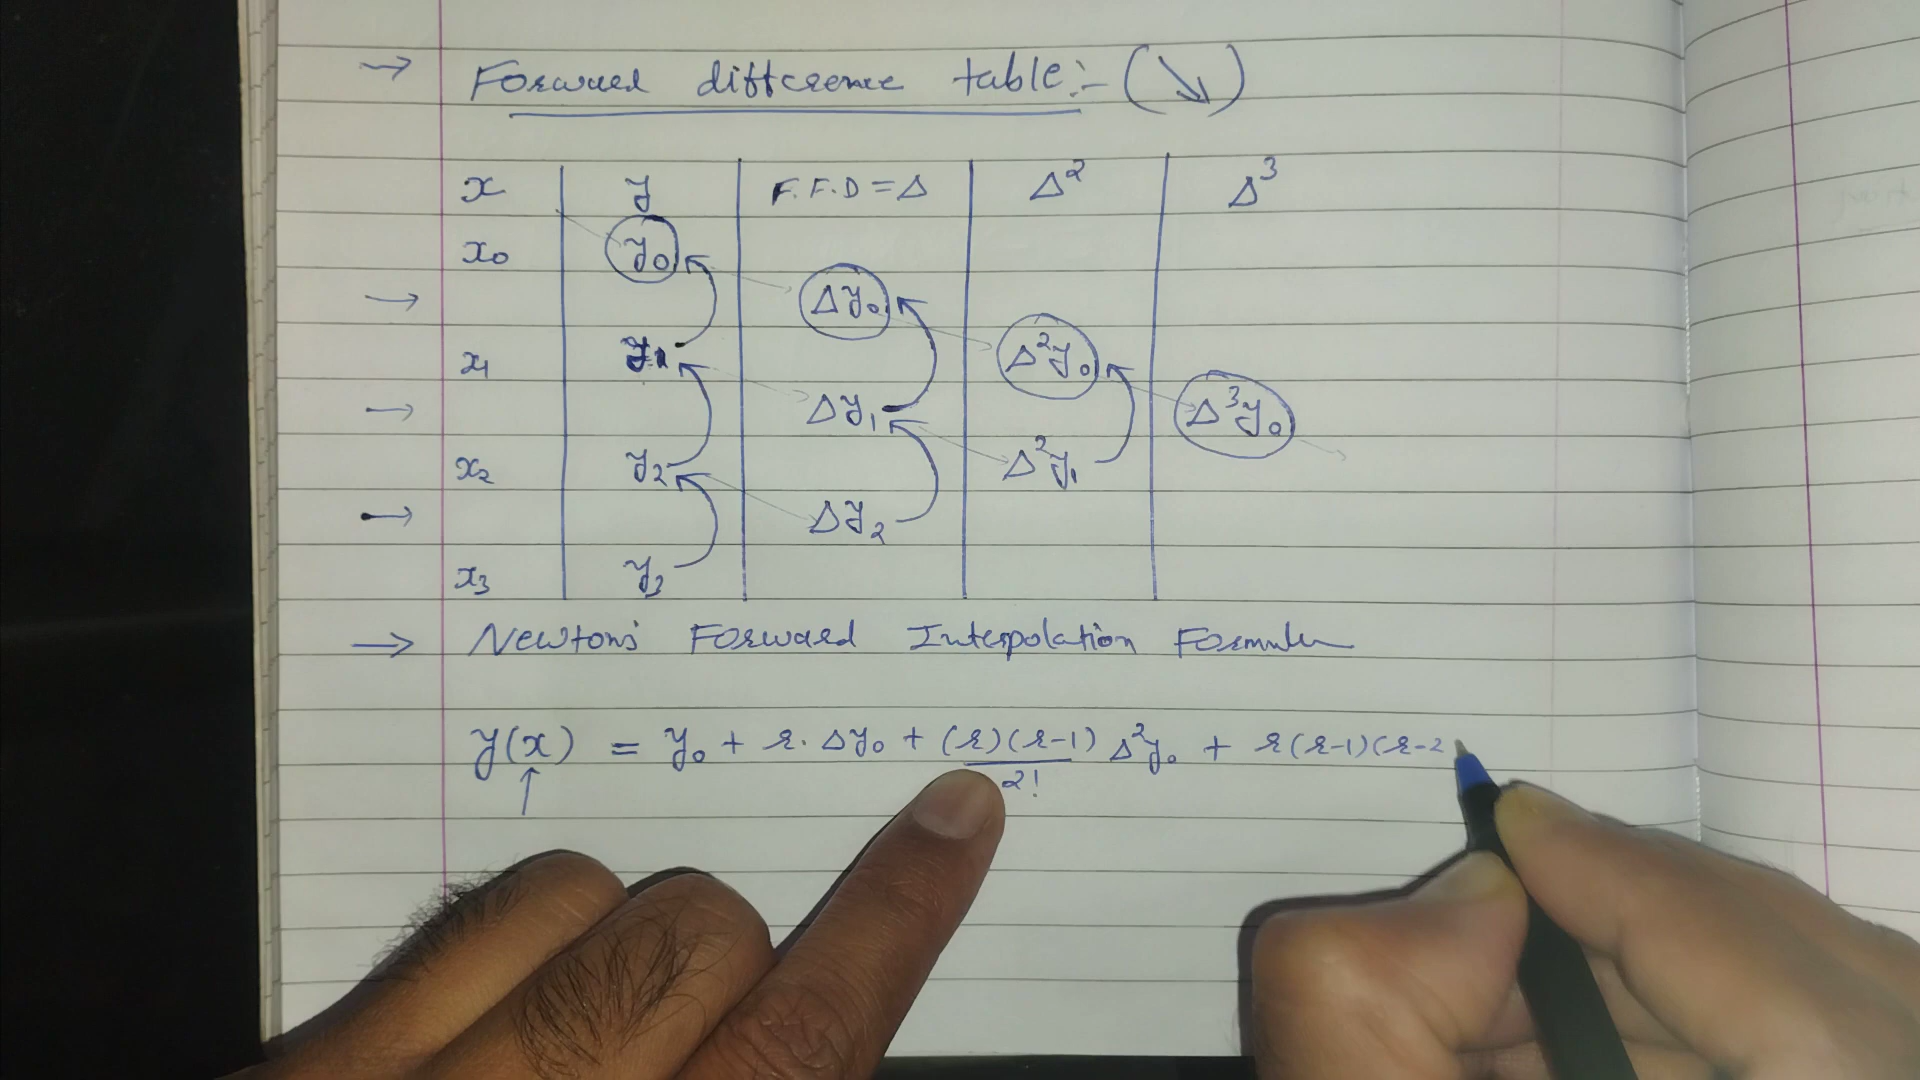 → Forward difference table:- (↘)
x y F.F.D = Δ Δ² Δ³
x₀ y₀
→ Δy₀
x₁ y₁ Δ²y₀
→ Δy₁ Δ³y₀
x₂ y₂ Δ²y₁
→ Δy₂
x₃ y₃
→ Newton's Forward Interpolation Formula
y(x) = y₀ + r. Δy₀ + (r)(r-1) Δ²y₀ + r(r-1)(r-2
↑ 2!